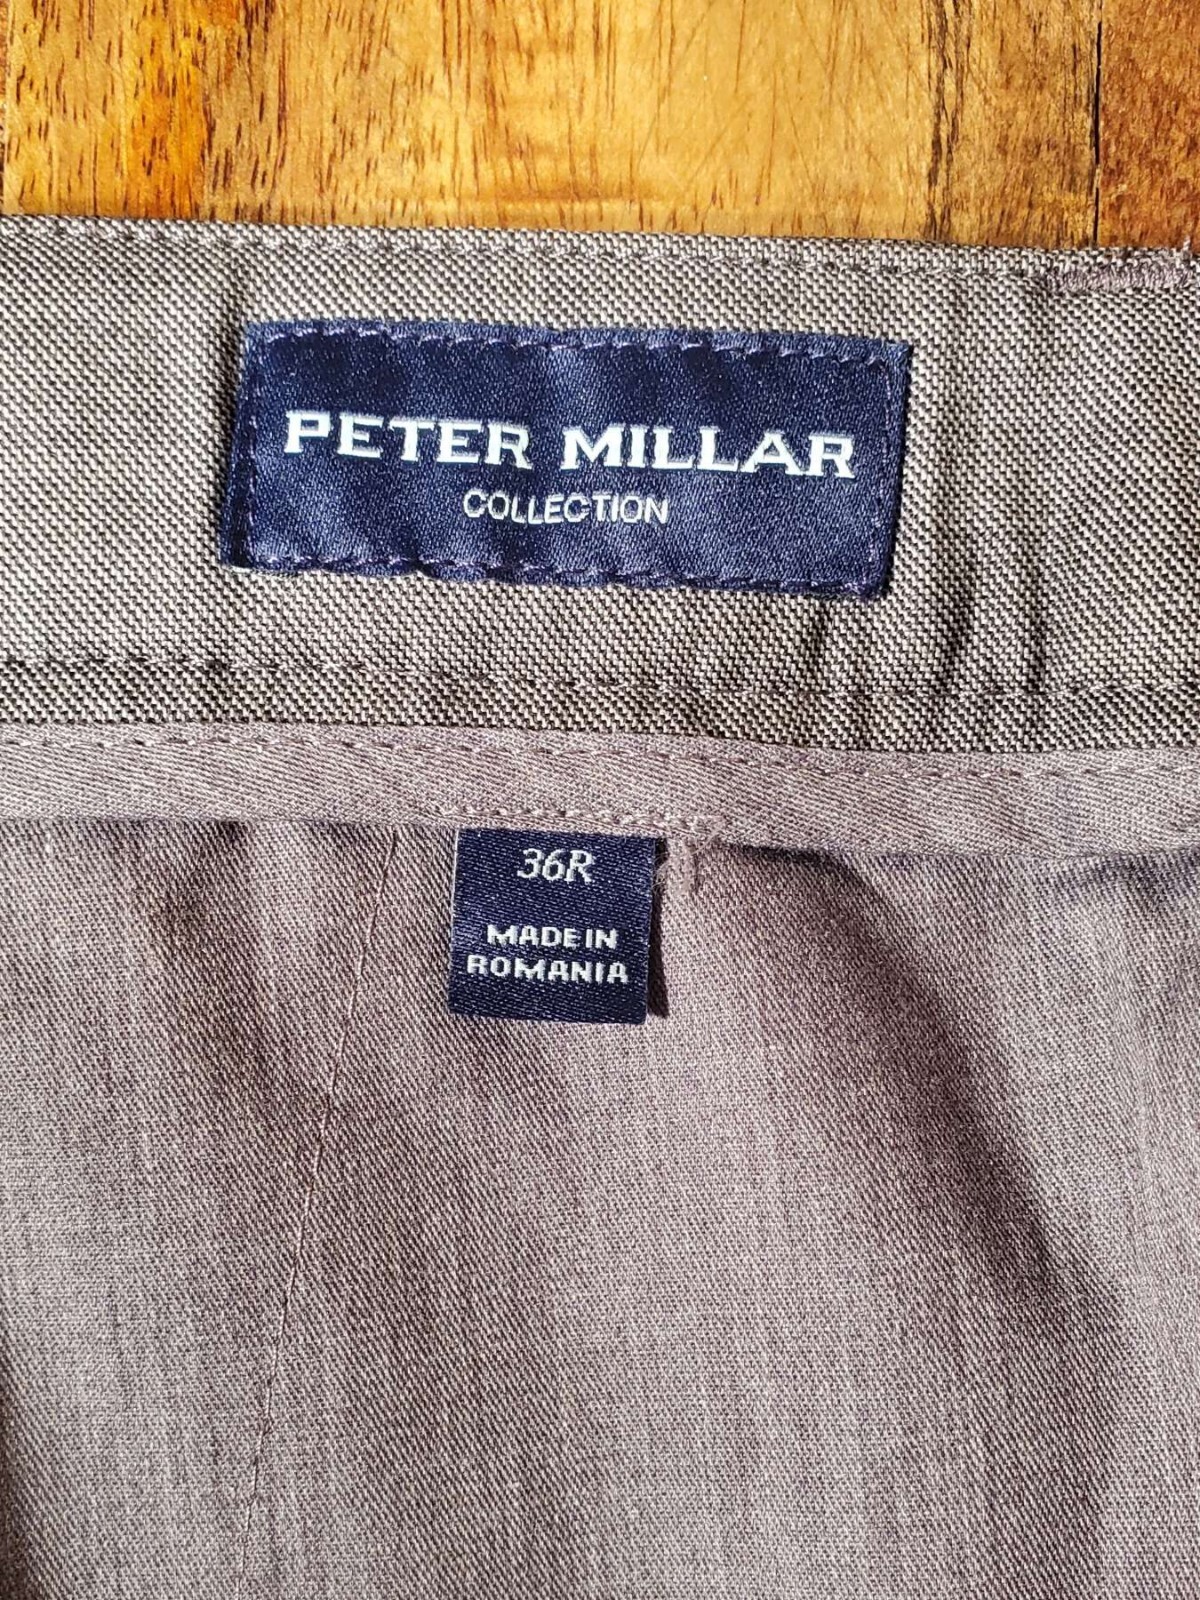 PETER MILLAR
COLLECTION
36R
MADE IN
ROMANIA